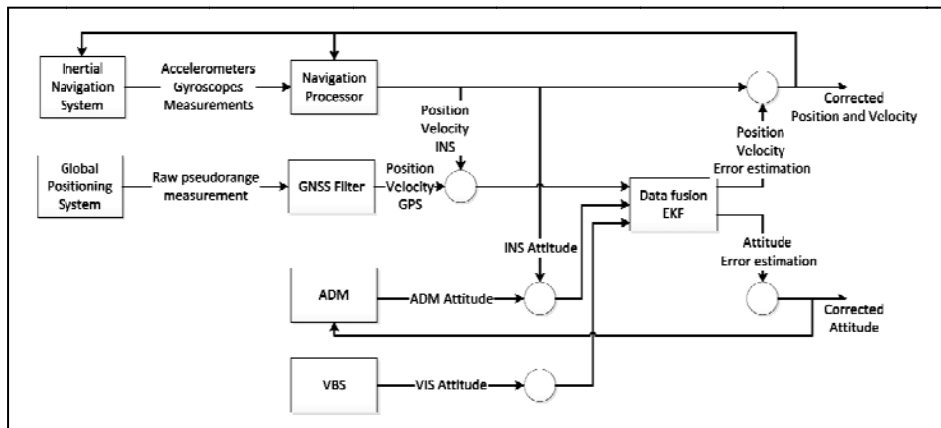 Inertial
Navigation
System
Accelerometers
Gyroscopes
Measurements
Navigation
Processor
Corrected
Position and Velocity
Position
Velocity
INS
Position
Velocity
Error estimation
Global
Positioning
System
Raw pseudorange
measurement
GNSS Filter
Position
Velocity
GPS
Data fusion
EKF
INS Attitude
Attitude
Error estimation
ADM
ADM Attitude
Corrected
Attitude
VBS
VIS Attitude